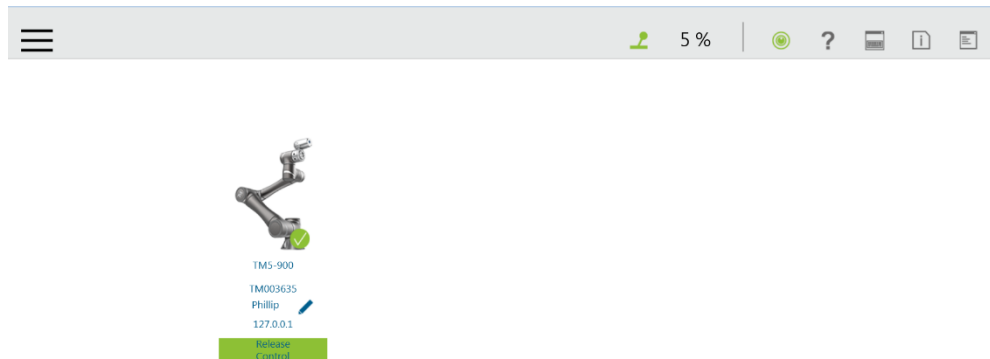 5 %
?
TM5-900
TM003635
Phillip
127.0.0.1
Release
Control